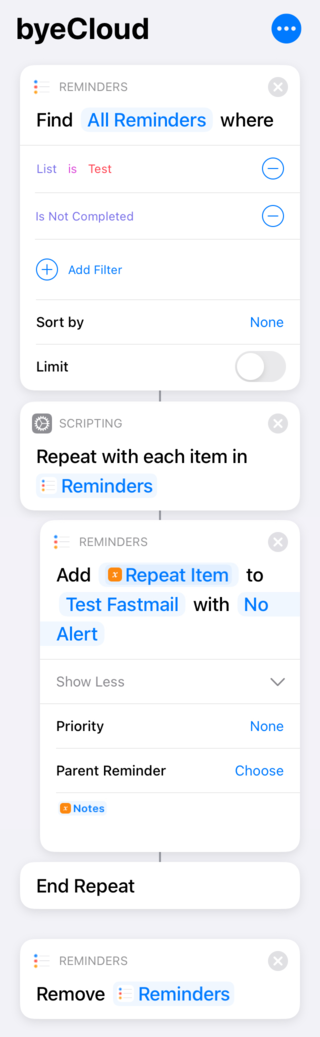 byeCloud
REMINDERS
Find All Reminders where
List is Test
Is Not Completed
Add Filter
Sort by None
Limit
SCRIPTING
Repeat with each item in
Reminders
REMINDERS
Add Repeat Item to
Test Fastmail with No
Alert
Show Less
Priority None
Parent Reminder Choose
Notes
End Repeat
REMINDERS
Remove Reminders